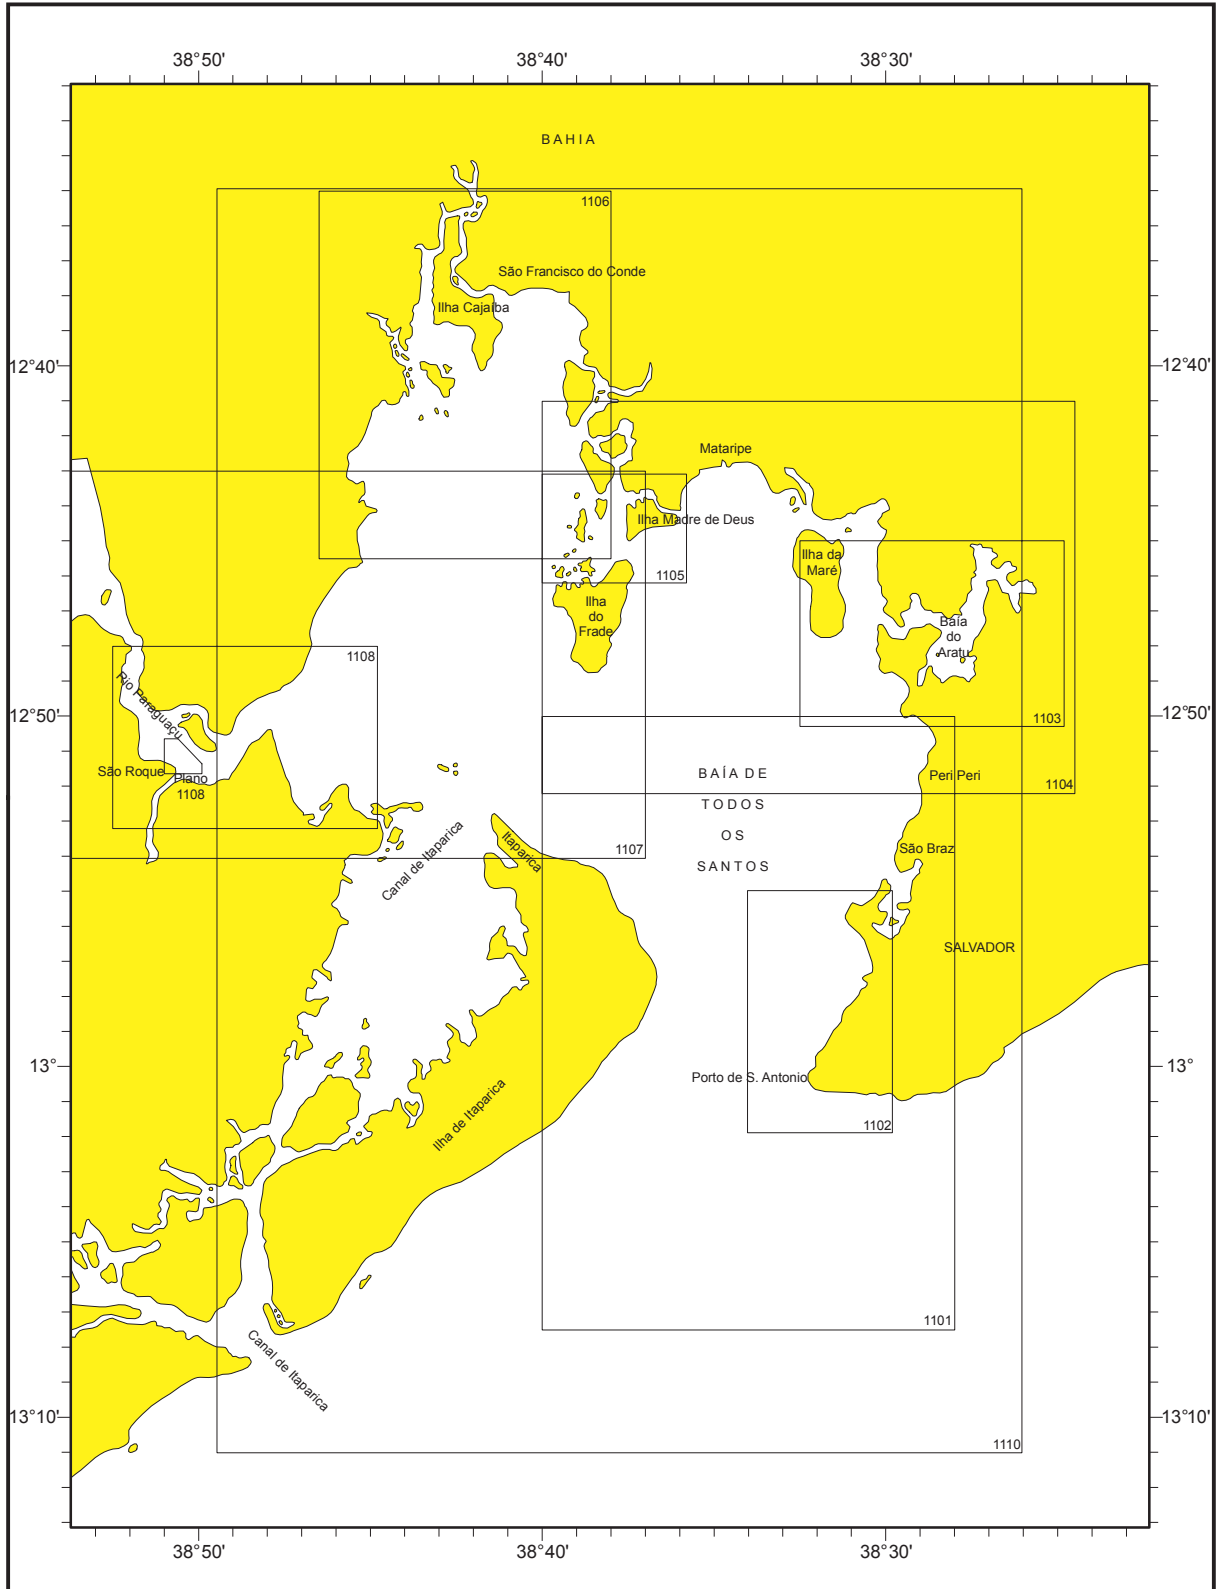 38°50' 38°40' 38°30'
BAHIA
1106
São Francisco do Conde
Ilha Cajaíba
12°40' 12°40'
Mataripe
Ilha Madre de Deus
Ilha da
Maré
1105
Ilha
do
Frade
Baía
do
Aratu
1108
Rio Paraguaçu
12°50' 12°50'
1103
São Roque
Plano
1108
BAÍA DE
TODOS
OS
SANTOS
Peri Peri
1104
Canal de Itaparica
Itaparica
1107
São Braz
SALVADOR
13° 13°
Porto de S. Antonio
Ilha de Itaparica
1102
1101
Canal de Itaparica
13°10' 13°10'
1110
38°50' 38°40' 38°30'